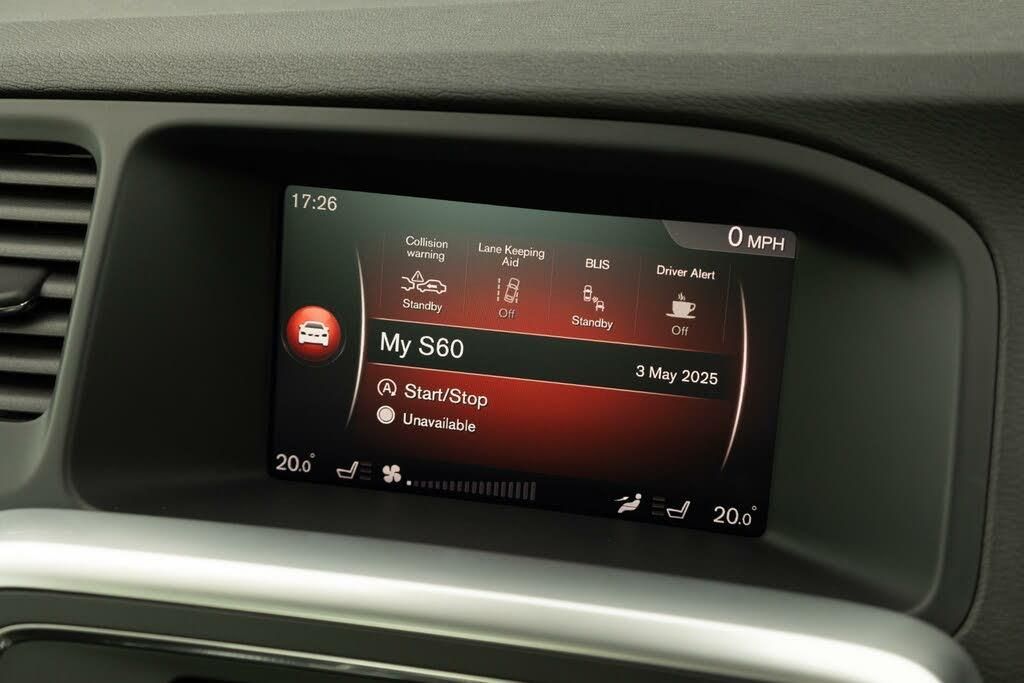 17:26
0 MPH
Collision
warning
Standby
Lane Keeping
Aid
Off
BLIS
Standby
Driver Alert
Off
My S60
3 May 2025
A Start/Stop
Unavailable
20.0°
20.0°